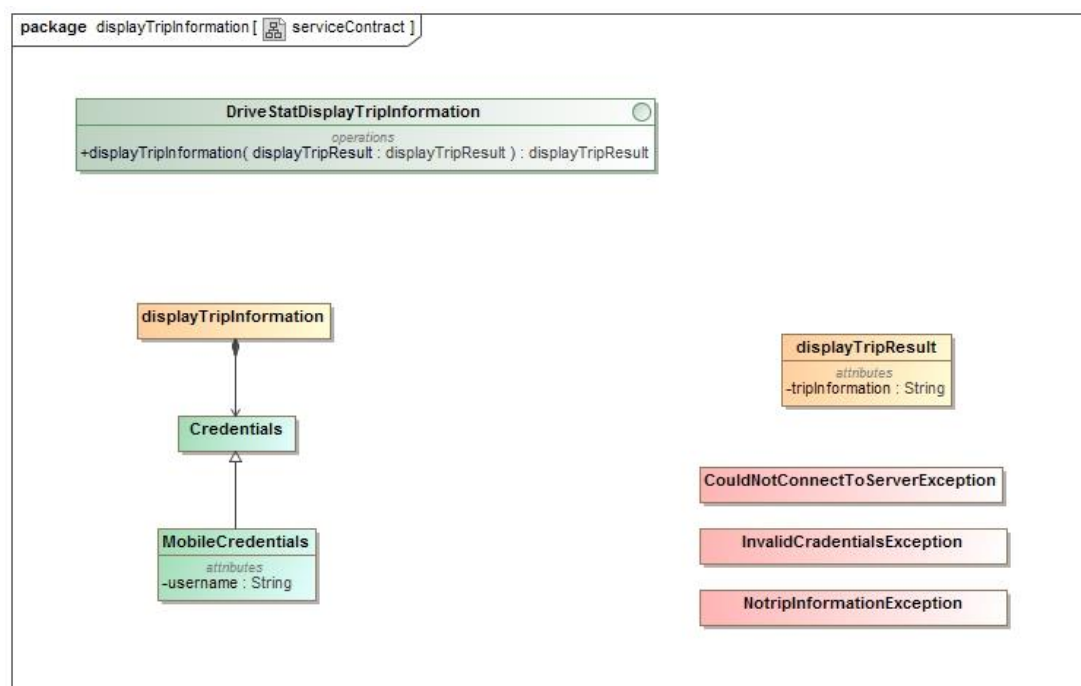 package displayTripInformation [ serviceContract ]
DriveStatDisplayTripInformation
operations
+displayTripInformation( displayTripResult : displayTripResult ) : displayTripResult
displayTripInformation
Credentials
MobileCredentials
attributes
-username : String
displayTripResult
attributes
-tripInformation : String
CouldNotConnectToServerException
InvalidCradentialsException
NotripInformationException